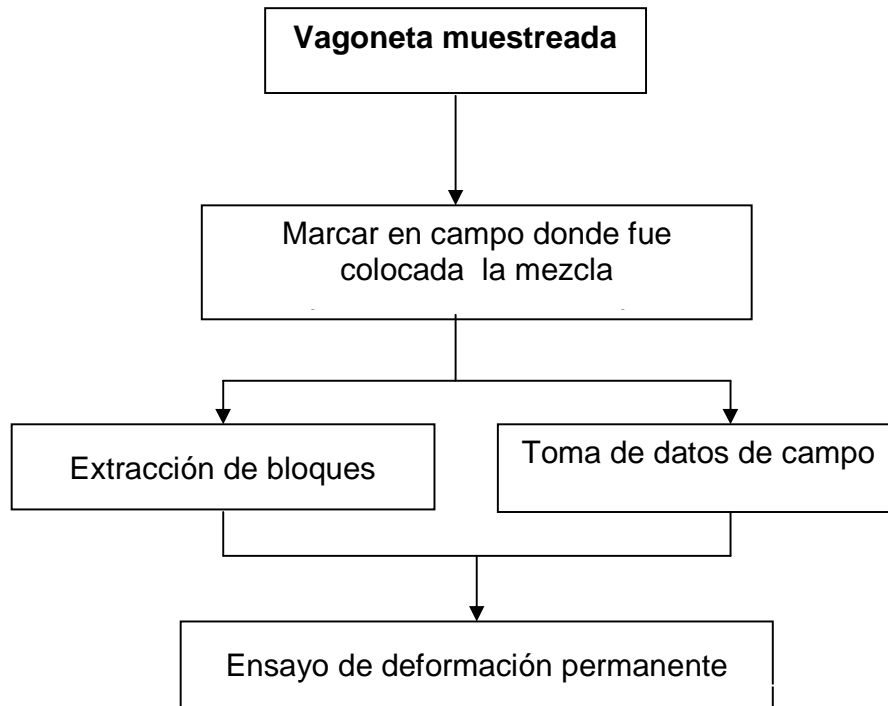 Vagoneta muestreada
Marcar en campo donde fue
colocada la mezcla
Extracción de bloques
Toma de datos de campo
Ensayo de deformación permanente